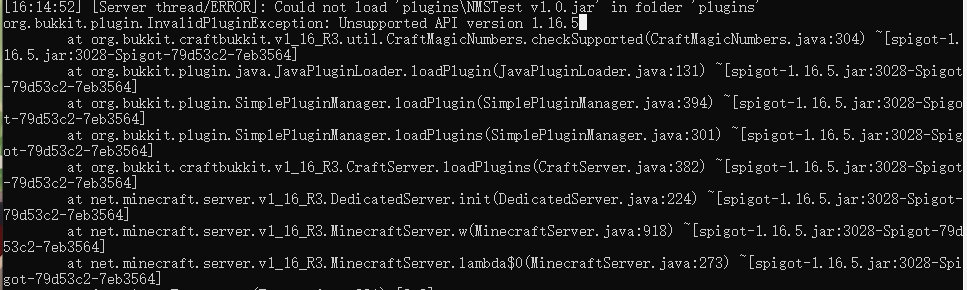 [16:14:52] [Server thread/ERROR]: Could not load 'plugins\NMSTest v1.0.jar' in folder 'plugins'
org.bukkit.plugin.InvalidPluginException: Unsupported API version 1.16.5
at org.bukkit.craftbukkit.v1_16_R3.util.CraftMagicNumbers.checkSupported(CraftMagicNumbers.java:304) ~[spigot-1.
16.5.jar:3028-Spigot-79d53c2-7eb3564]
at org.bukkit.plugin.java.JavaPluginLoader.loadPlugin(JavaPluginLoader.java:131) ~[spigot-1.16.5.jar:3028-Spigot
-79d53c2-7eb3564]
at org.bukkit.plugin.SimplePluginManager.loadPlugin(SimplePluginManager.java:394) ~[spigot-1.16.5.jar:3028-Spigo
t-79d53c2-7eb3564]
at org.bukkit.plugin.SimplePluginManager.loadPlugins(SimplePluginManager.java:301) ~[spigot-1.16.5.jar:3028-Spig
ot-79d53c2-7eb3564]
at org.bukkit.craftbukkit.v1_16_R3.CraftServer.loadPlugins(CraftServer.java:382) ~[spigot-1.16.5.jar:3028-Spigot
-79d53c2-7eb3564]
at net.minecraft.server.v1_16_R3.DedicatedServer.init(DedicatedServer.java:224) ~[spigot-1.16.5.jar:3028-Spigot-
79d53c2-7eb3564]
at net.minecraft.server.v1_16_R3.MinecraftServer.w(MinecraftServer.java:918) ~[spigot-1.16.5.jar:3028-Spigot-79d
53c2-7eb3564]
at net.minecraft.server.v1_16_R3.MinecraftServer.lambda$0(MinecraftServer.java:273) ~[spigot-1.16.5.jar:3028-Spi
got-79d53c2-7eb3564]